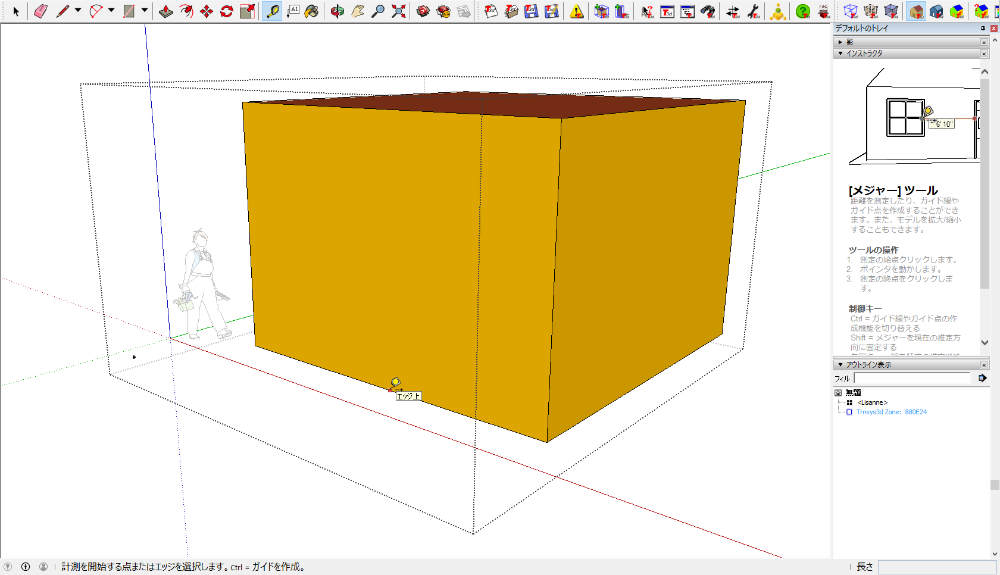 A1
T3d
FAQ
デフォルトのトレイ
影
インストラクタ
~ 6' 10"
[メジャー] ツール
距離を測定したり、ガイド線や
ガイド点を作成することができ
ます。また、モデルを拡大/縮小
することもできます。
ツールの操作
1. 測定の始点クリックします。
2. ポインタを動かします。
3. 測定の終点をクリックしま
す。
制御キー
Ctrl = ガイド線やガイド点の作
成機能を切り替える
Shift = メジャーを現在の推定方
向に固定する
アウトライン表示
フィル
無題
<Lisanne>
Trnsys3d Zone: 880E24
エッジ上
計測を開始する点またはエッジを選択します。Ctrl = ガイドを作成。
長さ